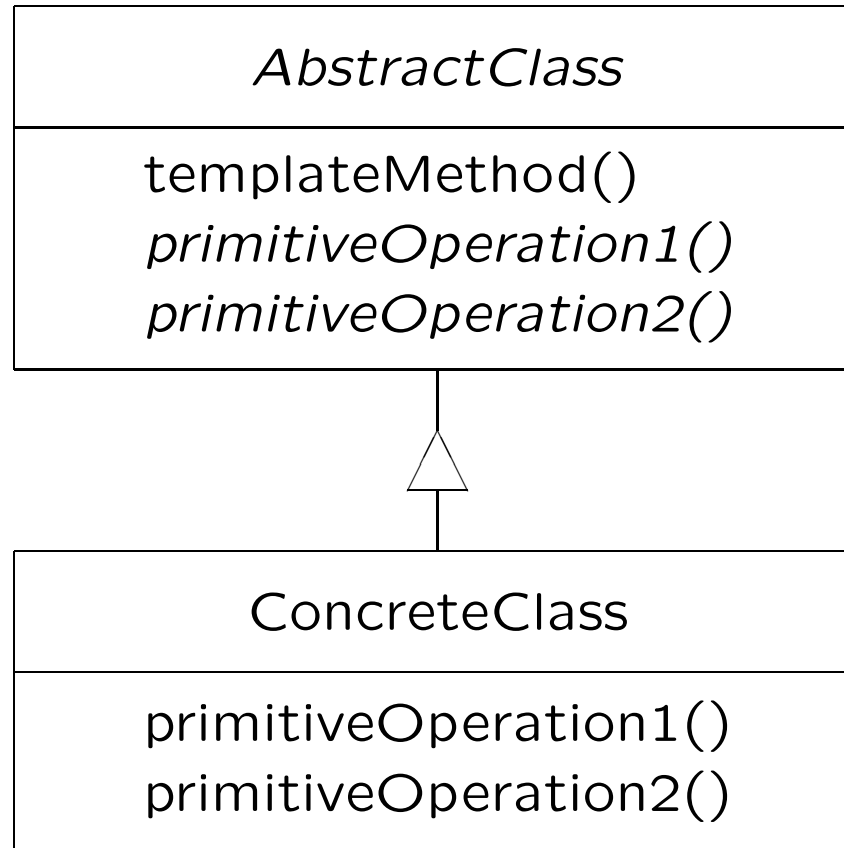 AbstractClass
templateMethod()
primitiveOperation1()
primitiveOperation2()
ConcreteClass
primitiveOperation1()
primitiveOperation2()